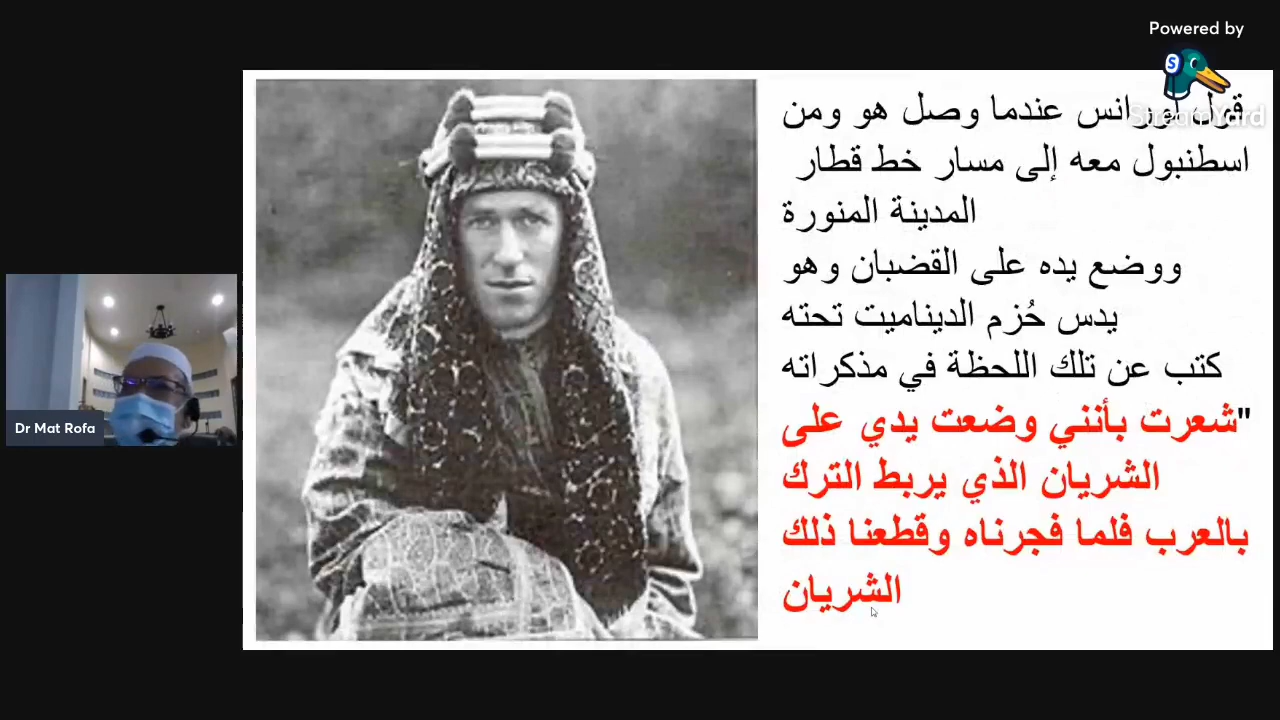 Powered by
StreamYard
قول لورانس عندما وصل هو ومن
اسطنبول معه إلى مسار خط قطار
المدينة المنورة
ووضع يده على القضبان وهو
يدس حُزم الديناميت تحته
كتب عن تلك اللحظة في مذكراته
"شعرت بأنني وضعت يدي على
الشريان الذي يربط الترك
بالعرب فلما فجرناه وقطعنا ذلك
الشريان
Dr Mat Rofa